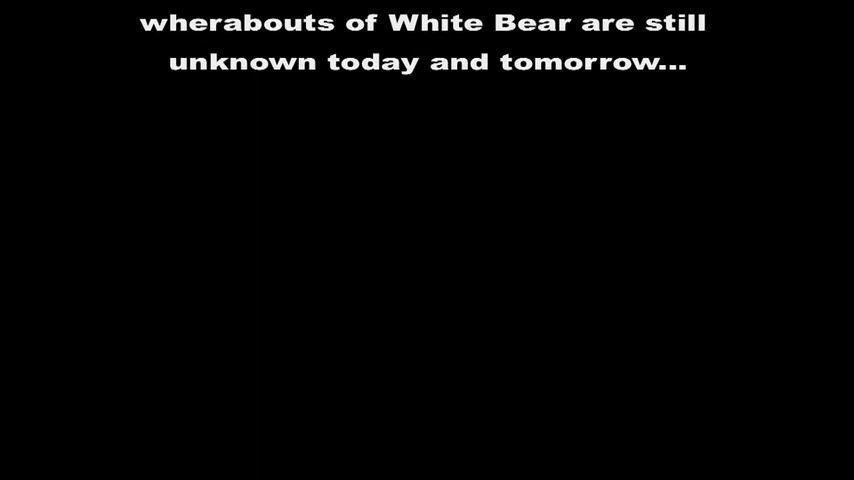 wherabouts of White Bear are still
unknown today and tomorrow...